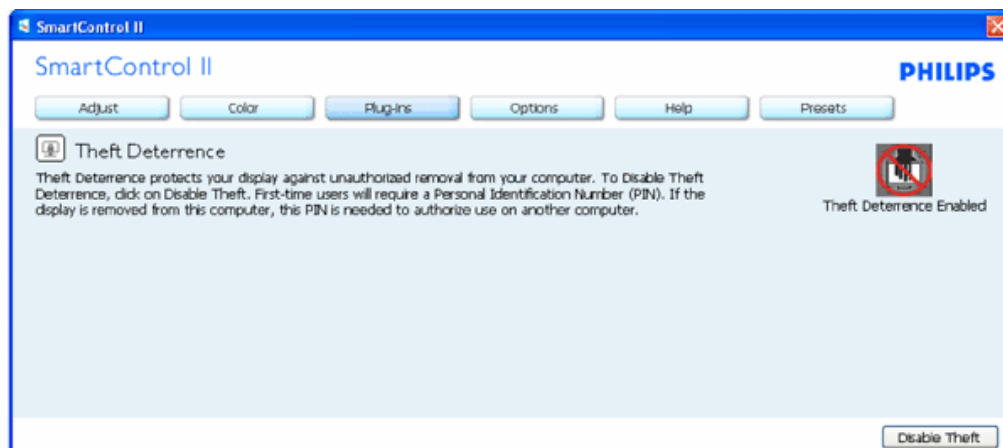 SmartControl II
SmartControl II
PHILIPS
Adjust Color Plug-Ins Options Help Presets
Theft Deterrence
Theft Deterrence protects your display against unauthorized removal from your computer. To Disable Theft
Deterrence, click on Disable Theft. First-time users will require a Personal Identification Number (PIN). If the
display is removed from this computer, this PIN is needed to authorize use on another computer.
Theft Deterrence Enabled
Disable Theft